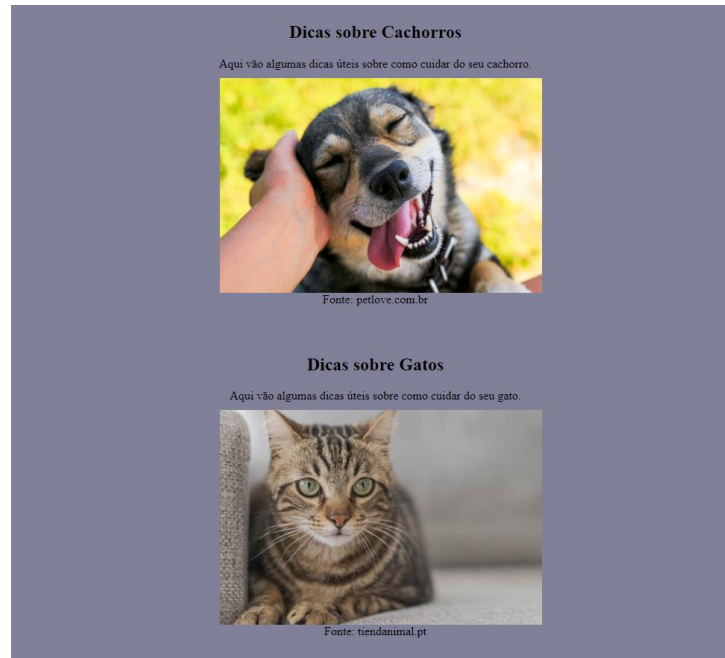 Dicas sobre Cachorros
Aqui vão algumas dicas úteis sobre como cuidar do seu cachorro.
Fonte: petlove.com.br
Dicas sobre Gatos
Aqui vão algumas dicas úteis sobre como cuidar do seu gato.
Fonte: tiendanimal.pt